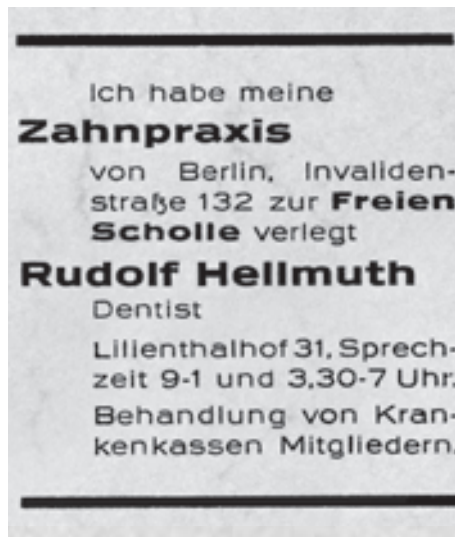 Ich habe meine
Zahnpraxis
von Berlin, Invaliden-
straße 132 zur Freien
Scholle verlegt
Rudolf Hellmuth
Dentist
Lilienthalhof 31, Sprech-
zeit 9-1 und 3,30-7 Uhr.
Behandlung von Kran-
kenkassen Mitgliedern.